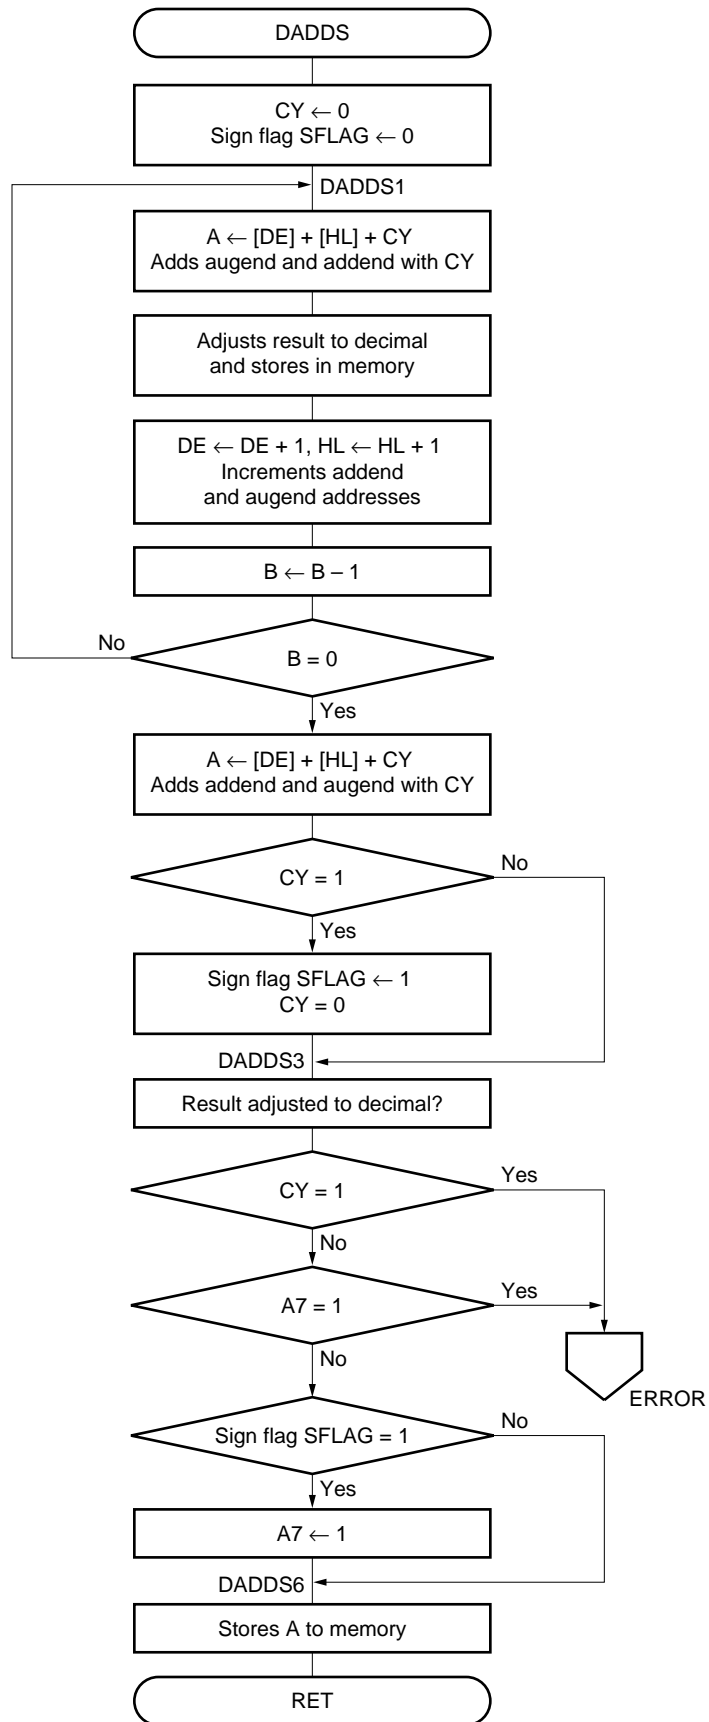 DADDS
CY ← 0
Sign flag SFLAG ← 0
DADDS1
A ← [DE] + [HL] + CY
Adds augend and addend with CY
Adjusts result to decimal
and stores in memory
DE ← DE + 1, HL ← HL + 1
Increments addend
and augend addresses
B ← B – 1
No
B = 0
Yes
A ← [DE] + [HL] + CY
Adds addend and augend with CY
No
CY = 1
Yes
Sign flag SFLAG ← 1
CY = 0
DADDS3
Result adjusted to decimal?
Yes
CY = 1
No
Yes
A7 = 1
No
ERROR
No
Sign flag SFLAG = 1
Yes
A7 ← 1
DADDS6
Stores A to memory
RET